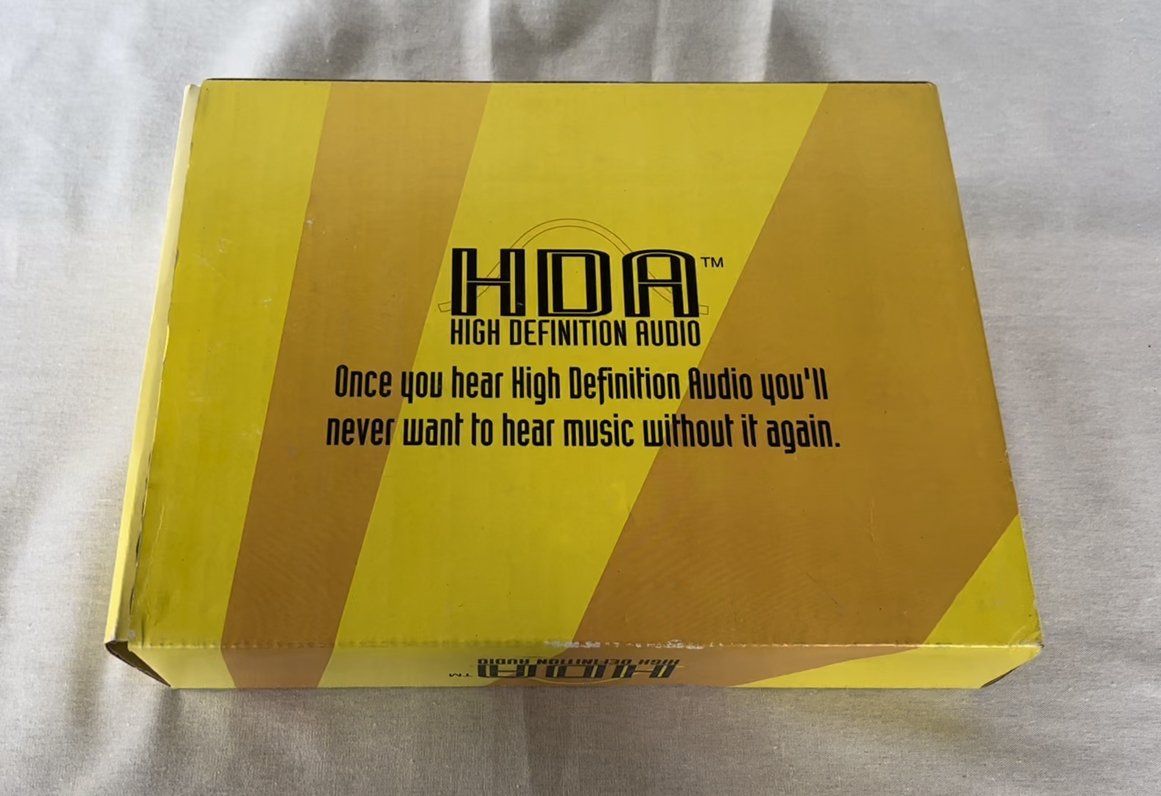 HDA™
HIGH DEFINITION AUDIO
Once you hear High Definition Audio you'll
never want to hear music without it again.
HDA™
HIGH DEFINITION AUDIO